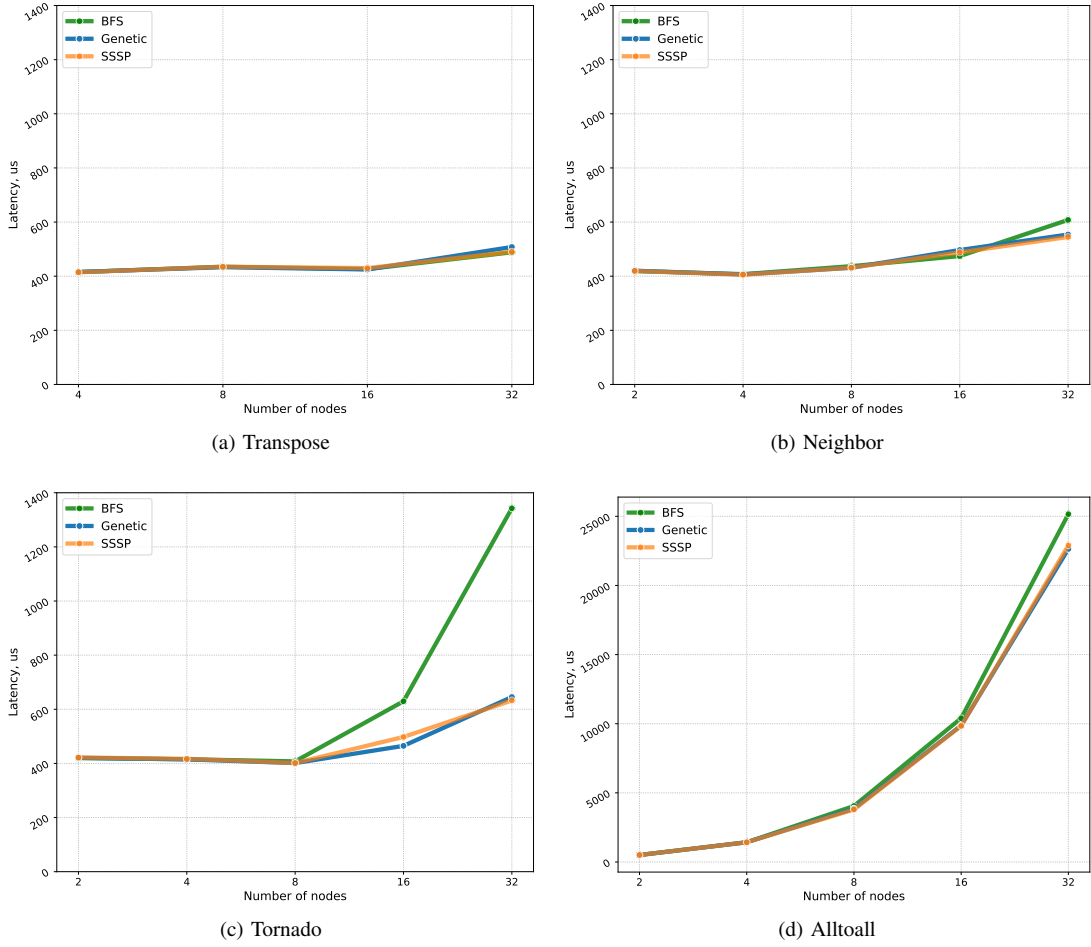 1400
1200
1000
800
600
400
200
0
Latency, us
BFS
Genetic
SSSP
4 8 16 32
Number of nodes
(a) Transpose
1400
1200
1000
800
600
400
200
0
Latency, us
BFS
Genetic
SSSP
2 4 8 16 32
Number of nodes
(b) Neighbor
1400
1200
1000
800
600
400
200
0
Latency, us
BFS
Genetic
SSSP
2 4 8 16 32
Number of nodes
(c) Tornado
25000
20000
15000
10000
5000
0
Latency, us
BFS
Genetic
SSSP
2 4 8 16 32
Number of nodes
(d) Alltoall